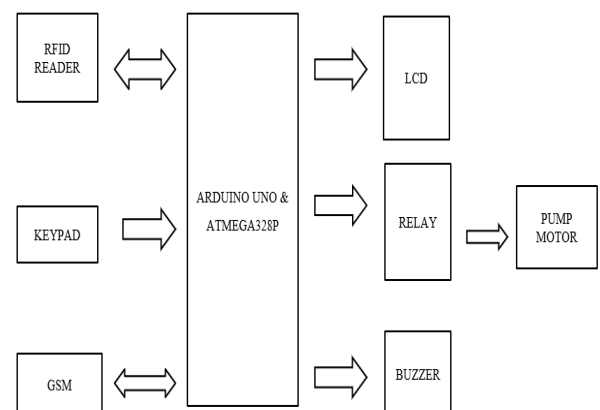 RFID
READER
LCD
ARDUINO UNO &
ATMEGA328P
KEYPAD
RELAY
PUMP
MOTOR
GSM
BUZZER